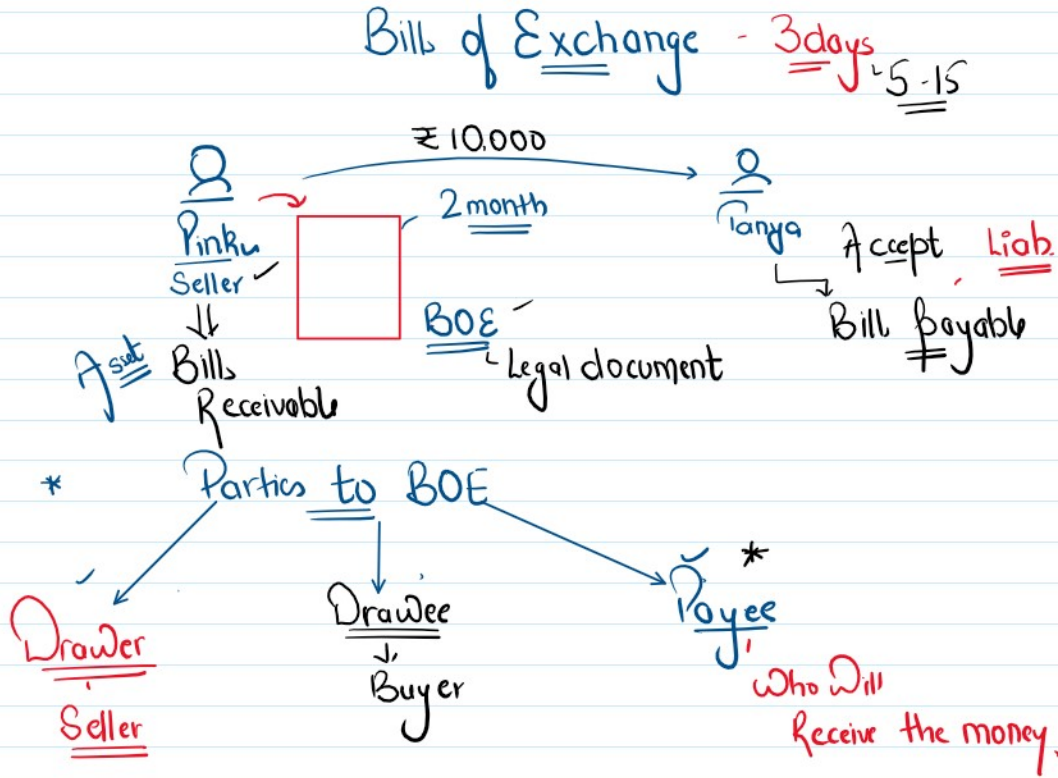 Bills of Exchange - 3days
5-15
₹10,000
2 month
Pinku
Seller
Tanya
Accept Liab.
Bill payable
BOE
Legal document
Asset
Bills
Receivable
* Parties to BOE
*
Drawer
Drawee
Payee
Seller
Buyer
Who Will
Receive the money.